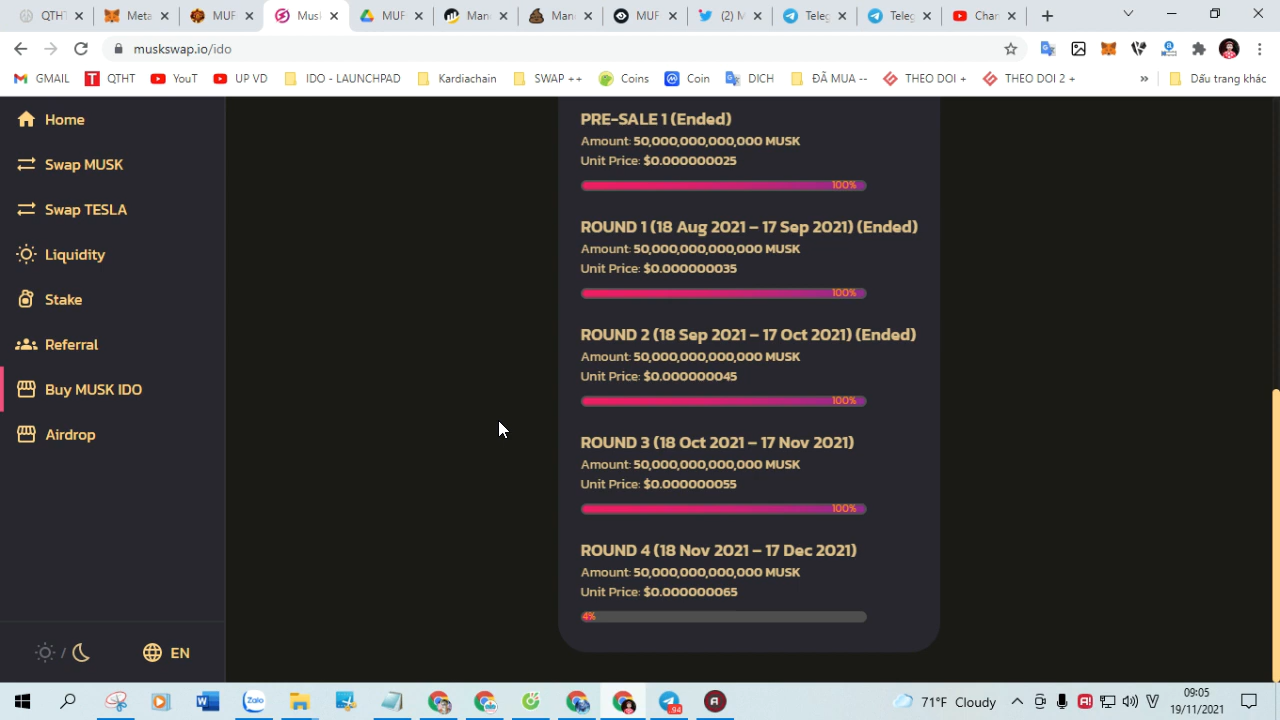 QTHT
Meta
MUF
Musk
MUF
Man
Man
MUF
(2) M
Teleg
Teleg
Char
muskswap.io/ido
GMAIL
QTHT
YouT
UP VD
IDO - LAUNCHPAD
Kardiachain
SWAP ++
Coins
Coin
DICH
ĐÃ MUA --
THEO DOI +
THEO DOI 2 +
»
Dấu trang khác
Home
Swap MUSK
Swap TESLA
Liquidity
Stake
Referral
Buy MUSK IDO
Airdrop
/
EN
PRE-SALE 1 (Ended)
Amount: 50,000,000,000,000 MUSK
Unit Price: $0.000000025
100%
ROUND 1 (18 Aug 2021 – 17 Sep 2021) (Ended)
Amount: 50,000,000,000,000 MUSK
Unit Price: $0.000000035
100%
ROUND 2 (18 Sep 2021 – 17 Oct 2021) (Ended)
Amount: 50,000,000,000,000 MUSK
Unit Price: $0.000000045
100%
ROUND 3 (18 Oct 2021 – 17 Nov 2021)
Amount: 50,000,000,000,000 MUSK
Unit Price: $0.000000055
100%
ROUND 4 (18 Nov 2021 – 17 Dec 2021)
Amount: 50,000,000,000,000 MUSK
Unit Price: $0.000000065
4%
Zalo
94
71°F Cloudy
09:05
19/11/2021